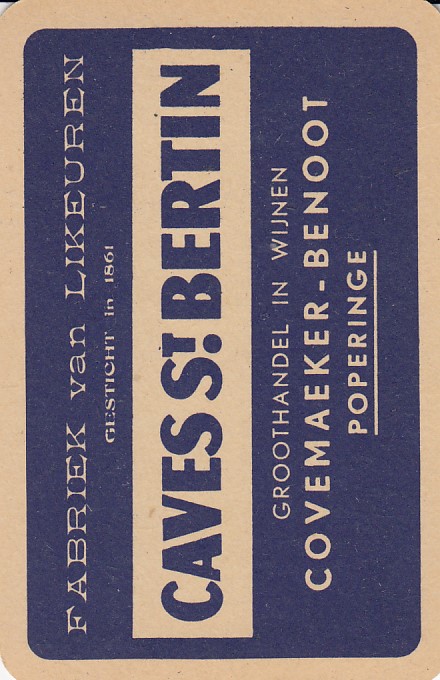 FABRIEK van LIKEUREN
GESTICHT in 1861
CAVES ST. BERTIN
GROOTHANDEL IN WIJNEN
COVEMAEKER-BENOOT
POPERINGE